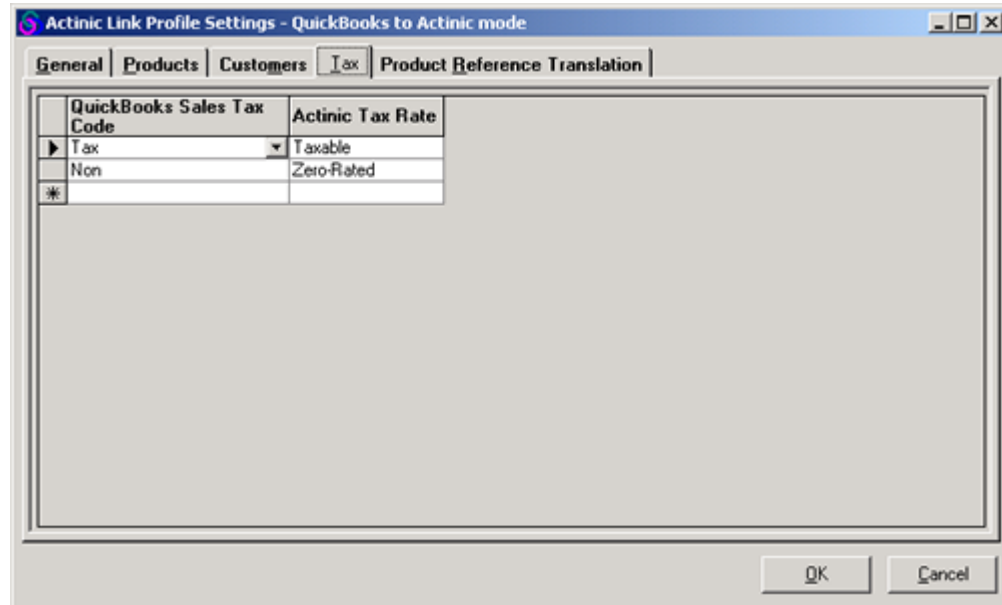 Actinic Link Profile Settings - QuickBooks to Actinic mode
General Products Customers Tax Product Reference Translation
QuickBooks Sales Tax
Code
Actinic Tax Rate
Tax Taxable
Non Zero-Rated
OK Cancel